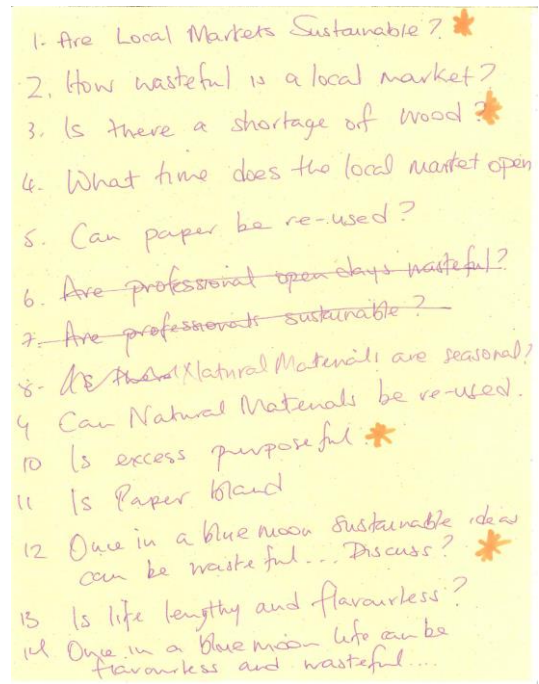 1. Are Local Markets Sustainable?
2. How wasteful is a local market?
3. Is there a shortage of wood?
4. What time does the local market open
5. Can paper be re-used?
6. Are professional open days wasteful?
7. Are professionals sustainable?
8. Natural Materials are seasonal?
9 Can Natural Materials be re-used.
10 Is excess purposeful
11 Is Paper bland
12 Once in a blue moon sustainable ideas
can be wasteful... Discuss?
13 Is life lengthy and flavourless?
14 Once in a blue moon life can be
flavourless and wasteful....